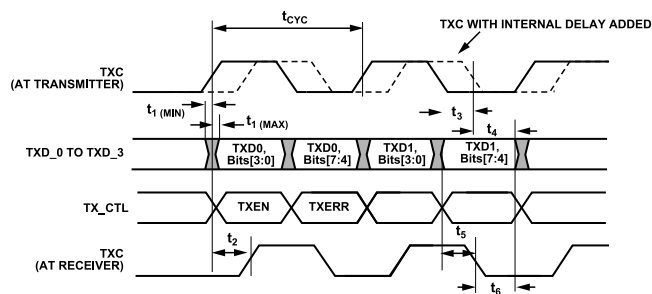 tCYC
TXC WITH INTERNAL DELAY ADDED
TXC
(AT TRANSMITTER)
t1 (MIN)
t1 (MAX)
t3
t4
TXD_0 TO TXD_3
TXD0,
Bits[3:0]
TXD0,
Bits[7:4]
TXD1,
Bits[3:0]
TXD1,
Bits[7:4]
TX_CTL
TXEN
TXERR
t2
t5
TXC
(AT RECEIVER)
t6